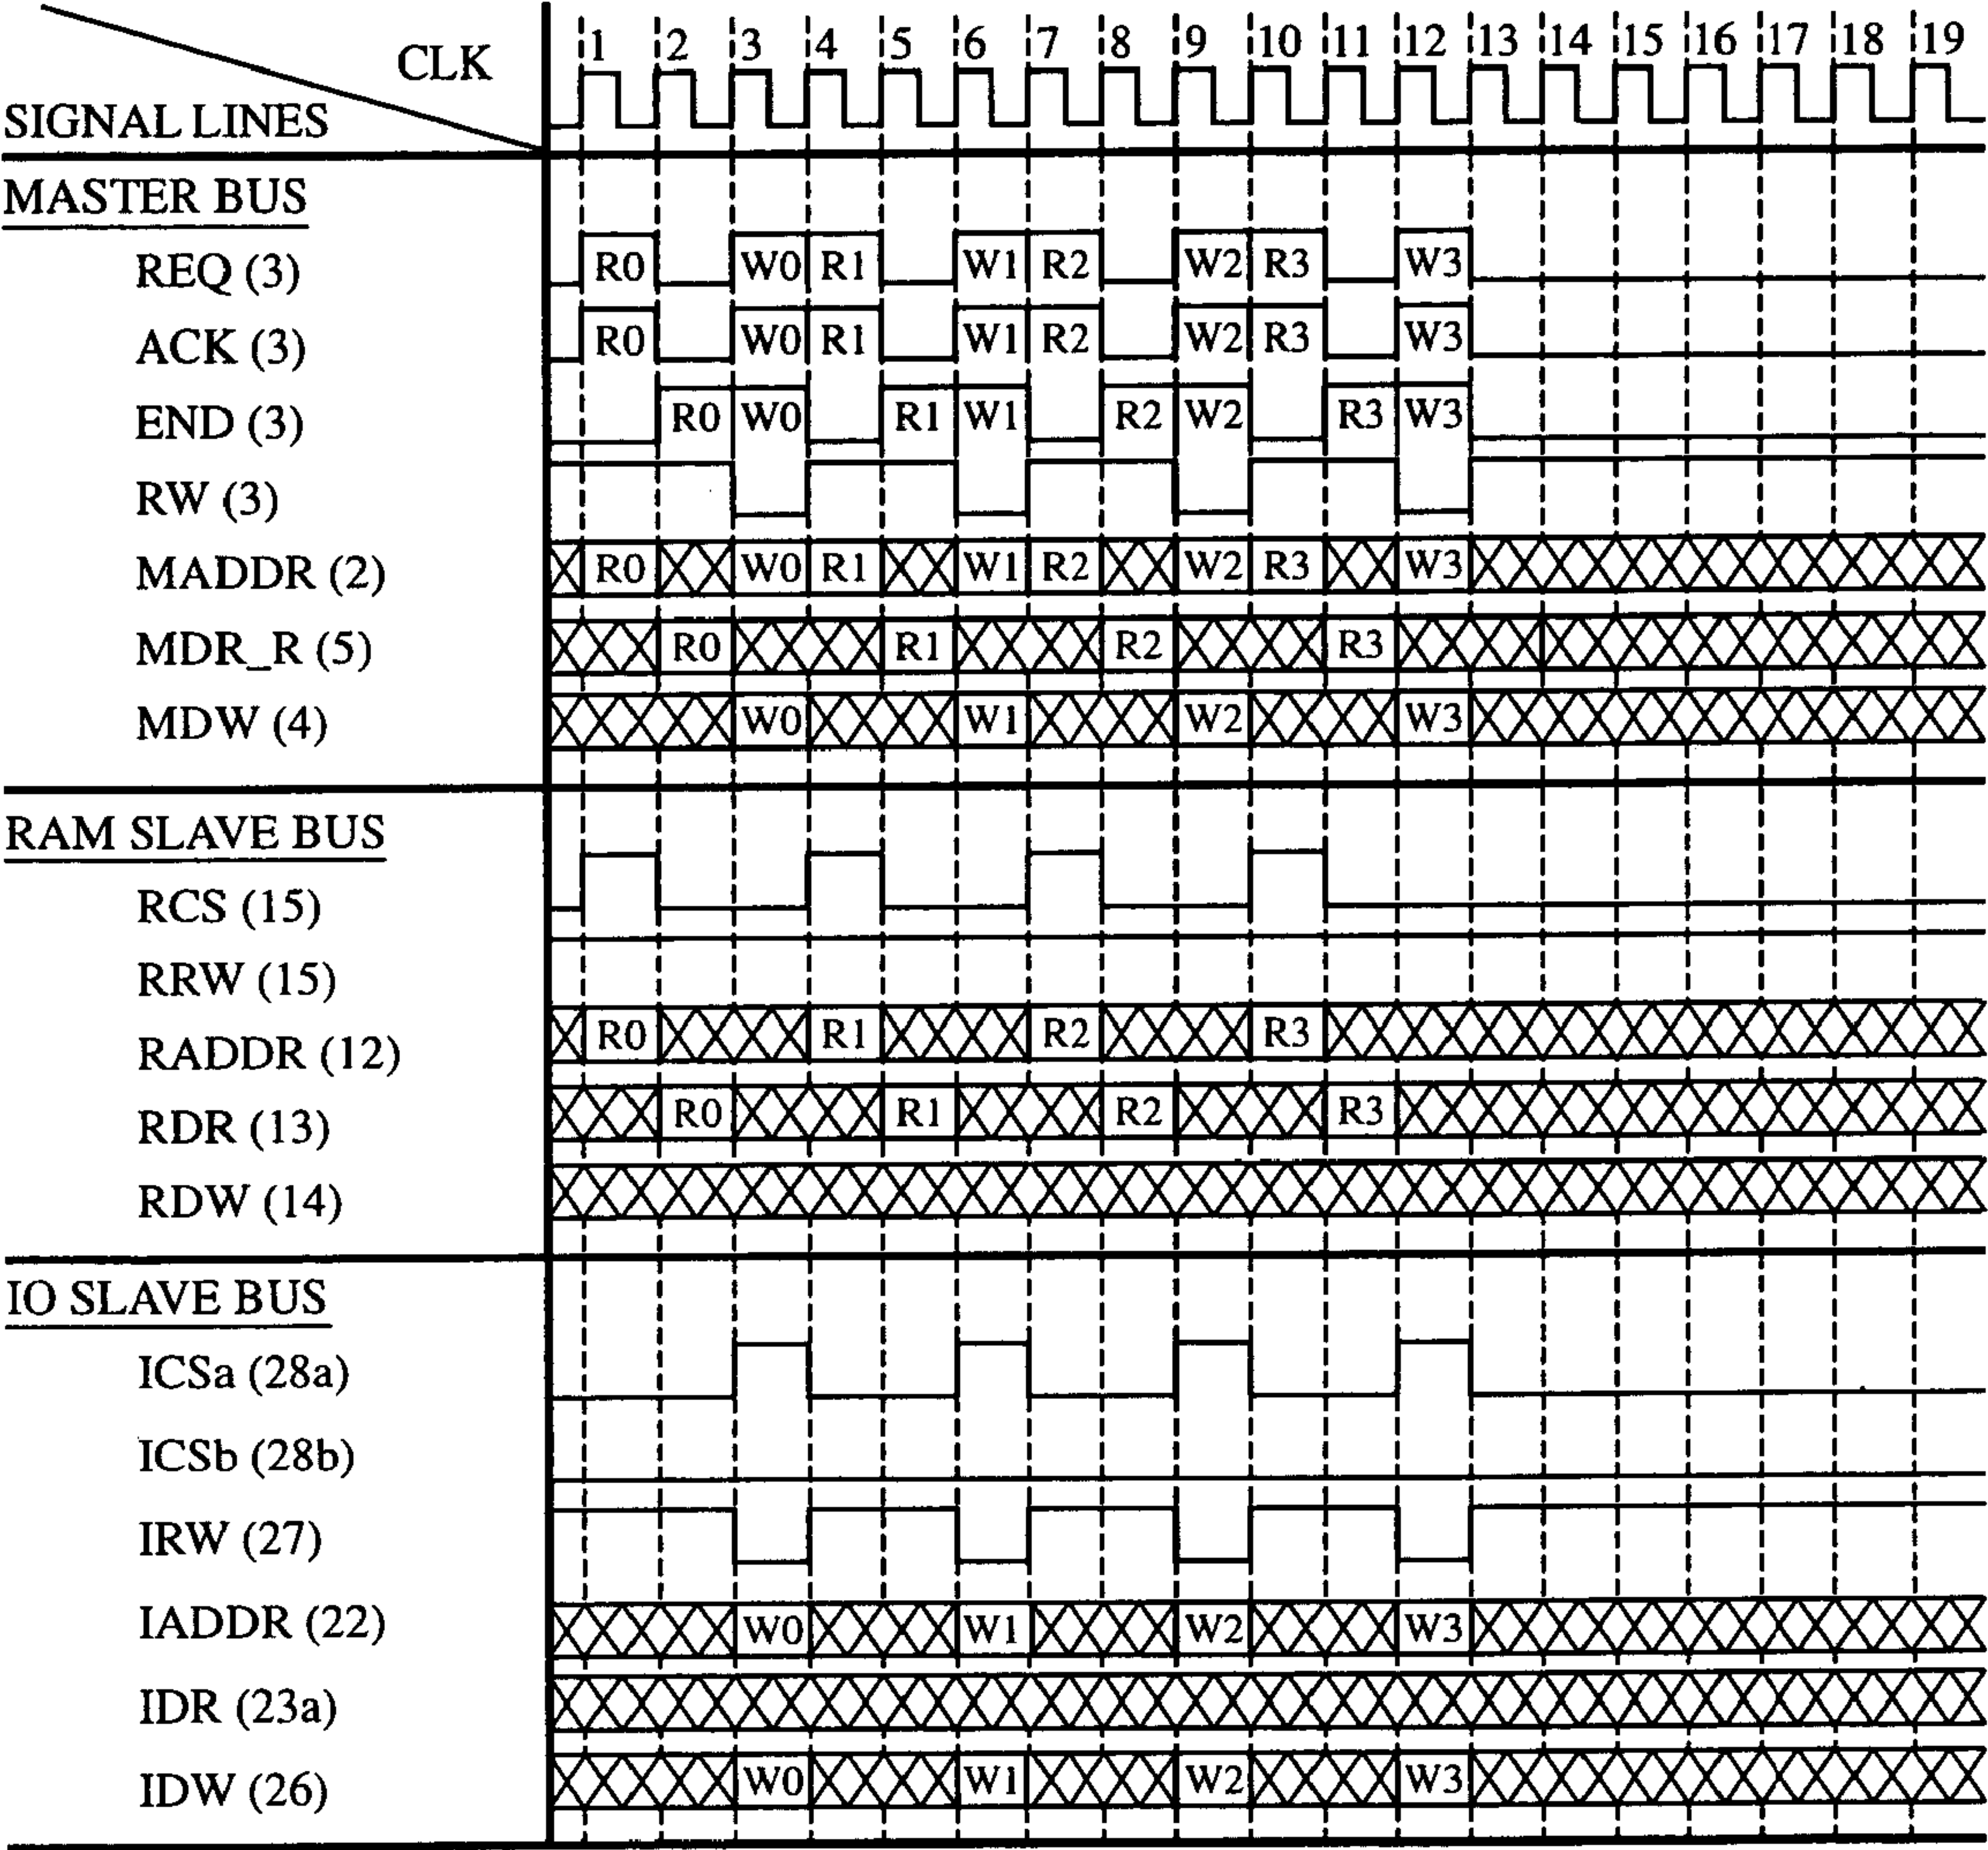 CLK 1 2 3 4 5 6 7 8 9 10 11 12 13 14 15 16 17 18 19
SIGNAL LINES
MASTER BUS
REQ (3) R0 W0 R1 W1 R2 W2 R3 W3
ACK (3) R0 W0 R1 W1 R2 W2 R3 W3
END (3) R0 W0 R1 W1 R2 W2 R3 W3
RW (3)
MADDR (2) R0 W0 R1 W1 R2 W2 R3 W3
MDR_R (5) R0 R1 R2 R3
MDW (4) W0 W1 W2 W3
RAM SLAVE BUS
RCS (15)
RRW (15)
RADDR (12) R0 R1 R2 R3
RDR (13) R0 R1 R2 R3
RDW (14)
IO SLAVE BUS
ICSa (28a)
ICSb (28b)
IRW (27)
IADDR (22) W0 W1 W2 W3
IDR (23a)
IDW (26) W0 W1 W2 W3